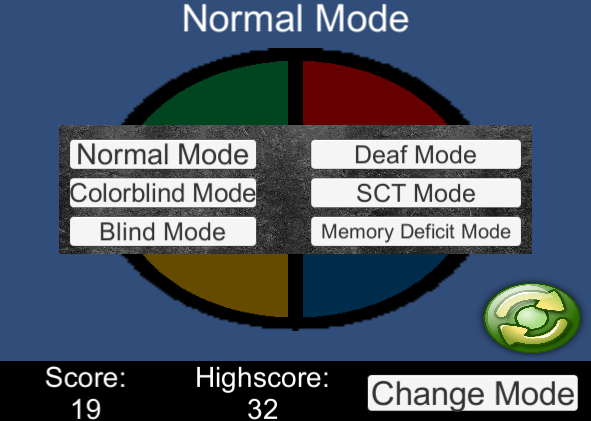 Normal Mode
Normal Mode
Deaf Mode
Colorblind Mode
SCT Mode
Blind Mode
Memory Deficit Mode
Score:
19
Highscore:
32
Change Mode